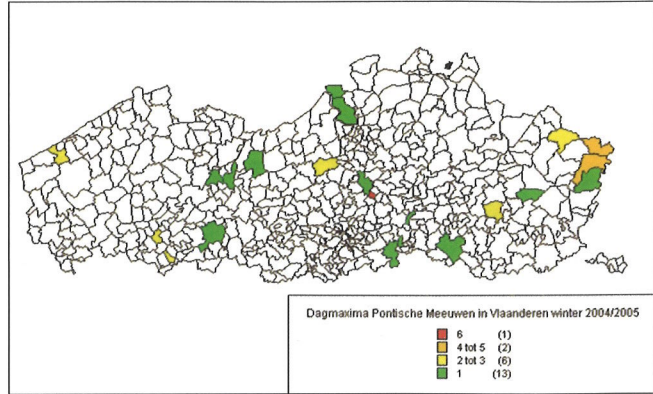 Dagmaxima Pontische Meeuwen in Vlaanderen winter 2004/2005
6 (1)
4 tot 5 (2)
2 tot 3 (6)
1 (13)